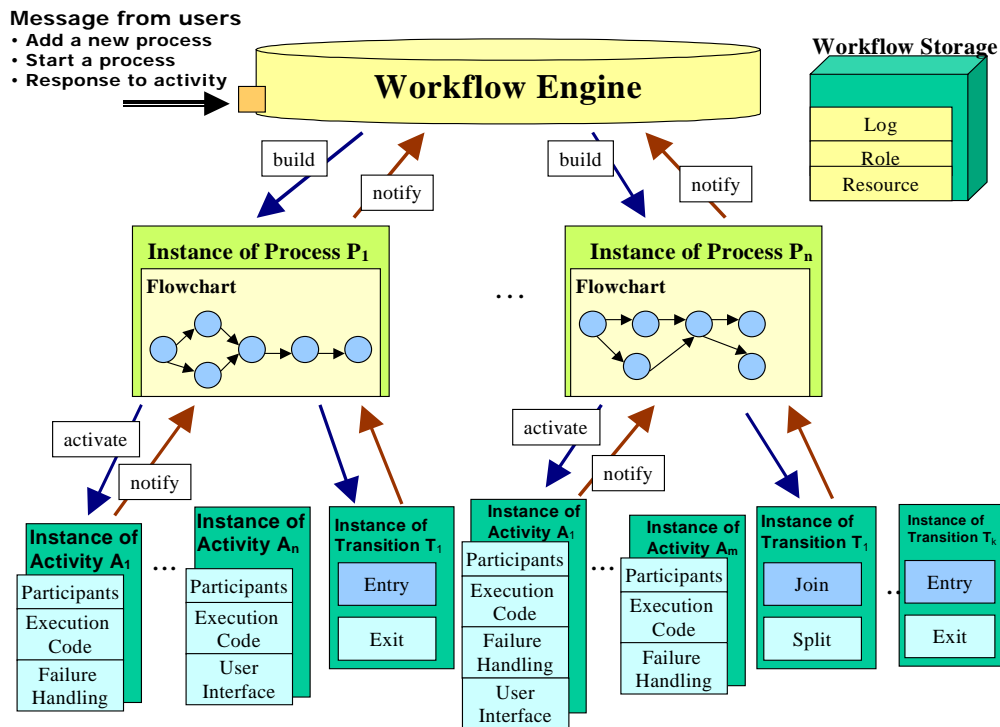 Message from users
• Add a new process
• Start a process
• Response to activity
Workflow Engine
Workflow Storage
Log
Role
Resource
build
notify
build
notify
Instance of Process P1
Flowchart
...
Instance of Process Pn
Flowchart
activate
notify
activate
notify
Instance of
Activity A1
Participants
Execution
Code
Failure
Handling
...
Instance of
Activity An
Participants
Execution
Code
User
Interface
Instance of
Transition T1
Entry
Exit
Instance of
Activity A1
Participants
Execution
Code
Failure
Handling
User
Interface
...
Instance of
Activity Am
Participants
Execution
Code
Failure
Handling
Instance of
Transition T1
Join
Split
..
Instance of
Transition Tk
Entry
Exit